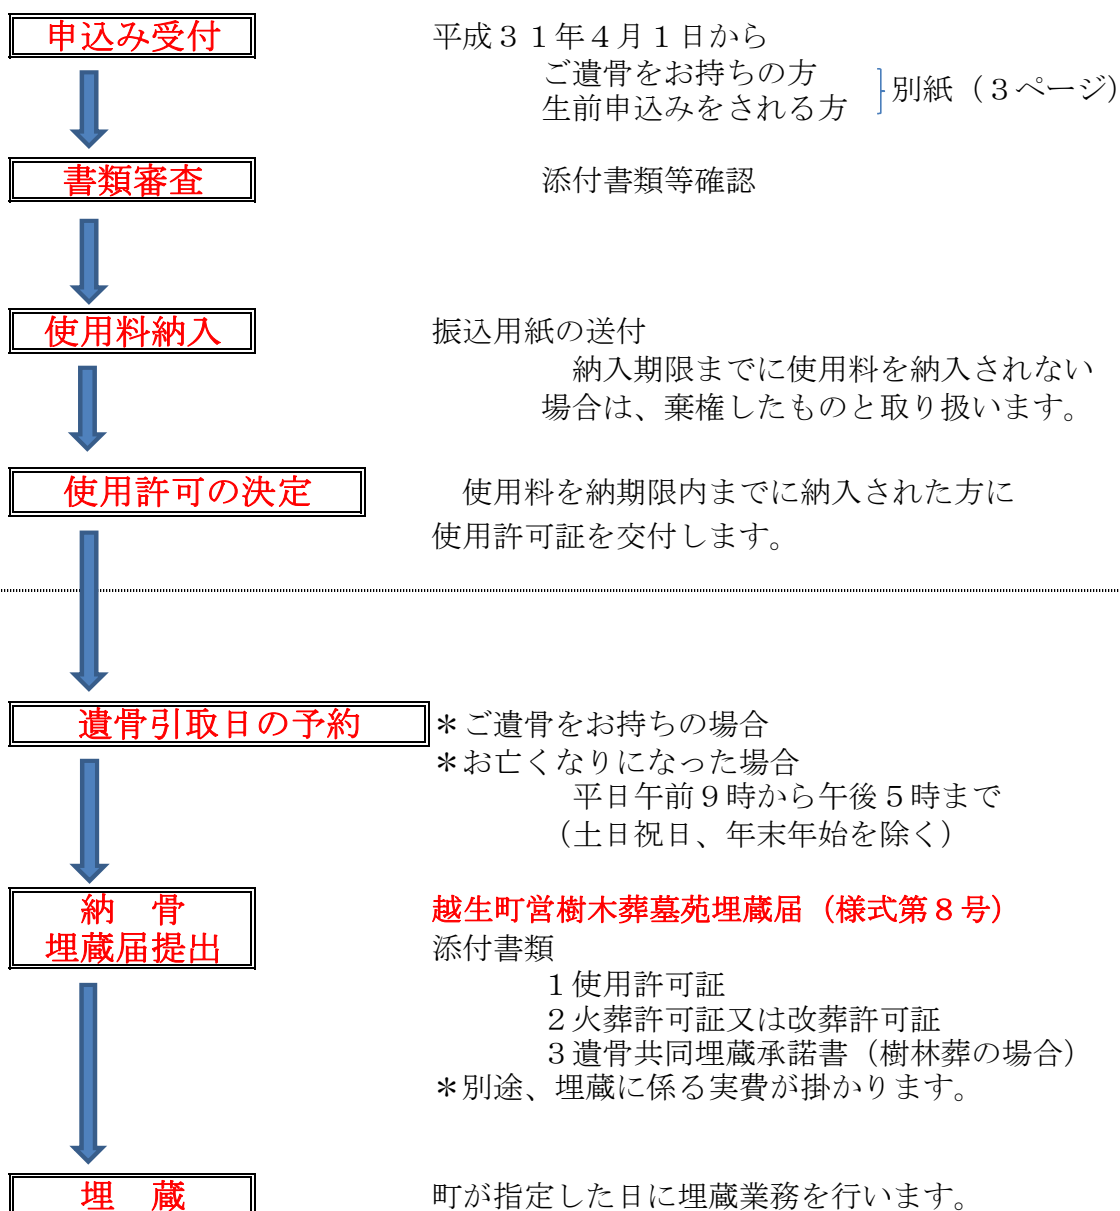 申込み受付
平成３１年４月１日から
ご遺骨をお持ちの方
生前申込みをされる方
別紙（３ページ）
書類審査
添付書類等確認
使用料納入
振込用紙の送付
納入期限までに使用料を納入されない
場合は、棄権したものと取り扱います。
使用許可の決定
使用料を納期限内までに納入された方に
使用許可証を交付します。
遺骨引取日の予約
＊ご遺骨をお持ちの場合
＊お亡くなりになった場合
平日午前９時から午後５時まで
（土日祝日、年末年始を除く）
納　骨
埋蔵届提出
越生町営樹木葬墓苑埋蔵届（様式第８号）
添付書類
１使用許可証
２火葬許可証又は改葬許可証
３遺骨共同埋蔵承諾書（樹林葬の場合）
＊別途、埋蔵に係る実費が掛かります。
埋　蔵
町が指定した日に埋蔵業務を行います。